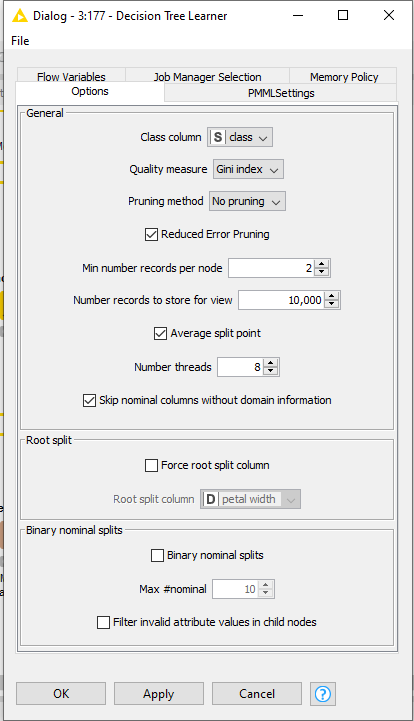 Dialog - 3:177 - Decision Tree Learner
File
Flow Variables Job Manager Selection Memory Policy
Options PMMLSettings
General
Class column S class
Quality measure Gini index
Pruning method No pruning
Reduced Error Pruning
Min number records per node 2
Number records to store for view 10,000
Average split point
Number threads 8
Skip nominal columns without domain information
Root split
Force root split column
Root split column D petal width
Binary nominal splits
Binary nominal splits
Max #nominal 10
Filter invalid attribute values in child nodes
OK Apply Cancel ?